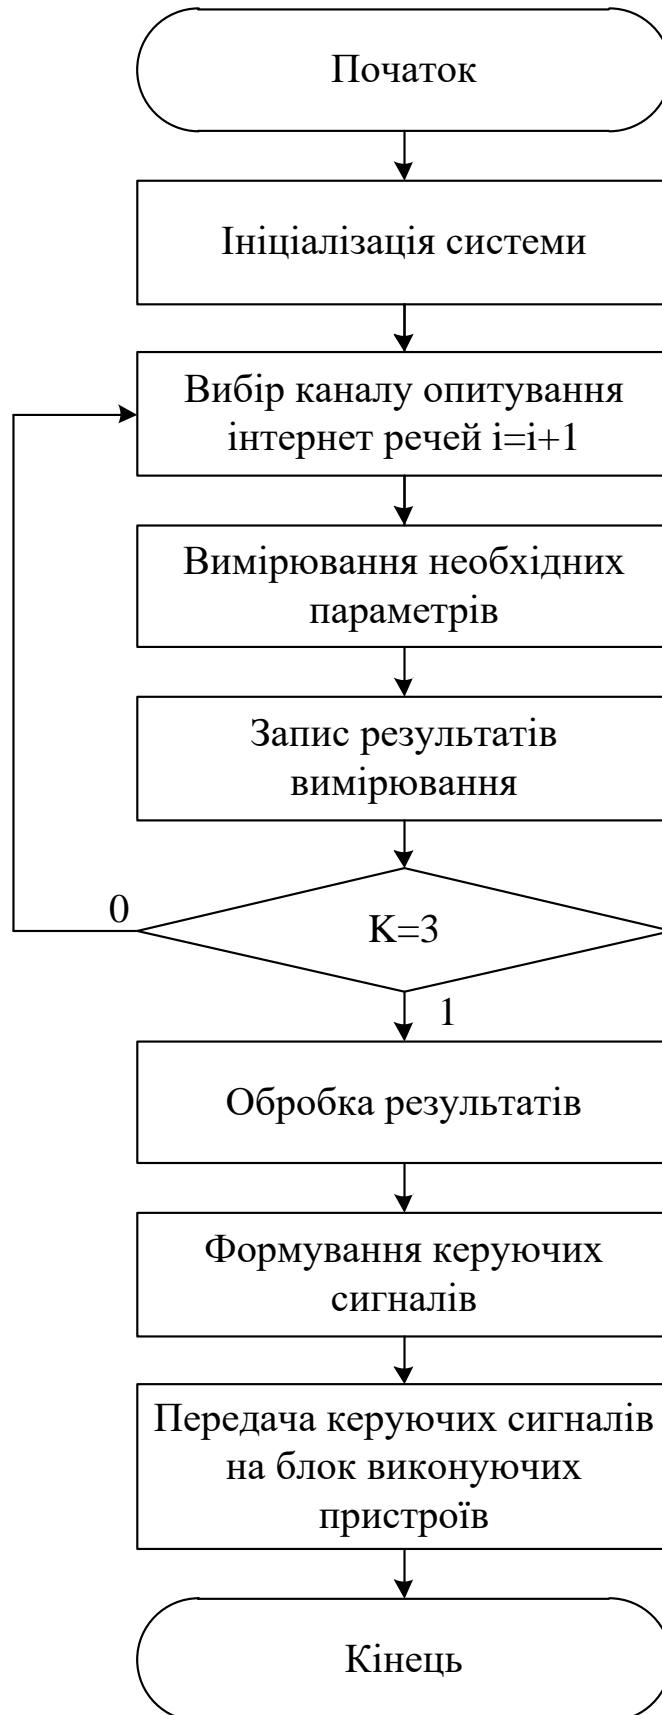 Початок
Ініціалізація системи
Вибір каналу опитування
інтернет речей i=i+1
Вимірювання необхідних
параметрів
Запис результатів
вимірювання
0
К=3
1
Обробка результатів
Формування керуючих
сигналів
Передача керуючих сигналів
на блок виконуючих
пристроїв
Кінець